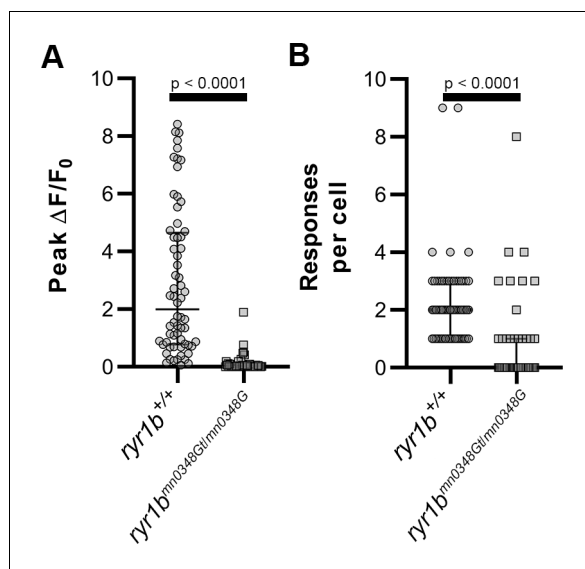 A
p < 0.0001
Peak ΔF/F0
10
8
6
4
2
0
ryr1b+/+
ryr1bmn0348Gt/mn0348G
B
p < 0.0001
Responses
per cell
10
8
6
4
2
0
ryr1b+/+
ryr1bmn0348Gt/mn0348G